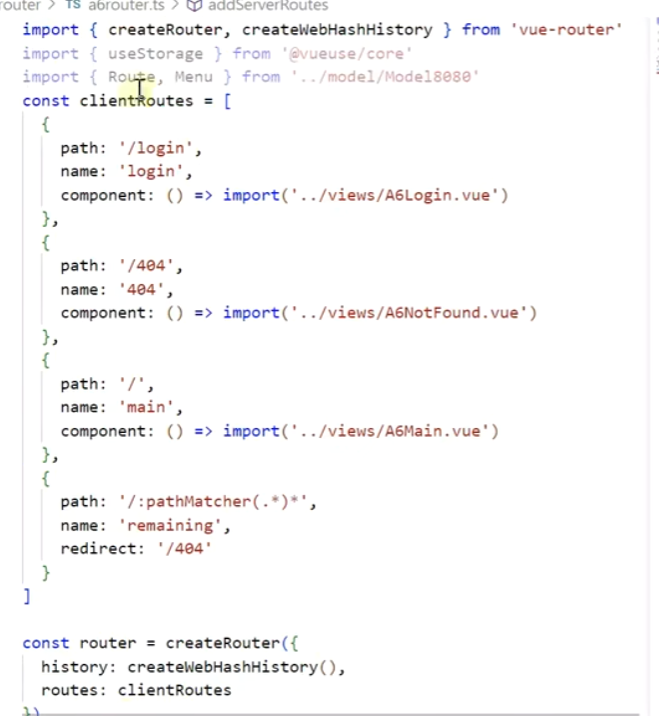 router > TS a6router.ts > addServerRoutes
import { createRouter, createWebHashHistory } from 'vue-router'
import { useStorage } from '@vueuse/core'
import { Route, Menu } from '../model/Model8080'
const clientRoutes = [
  {
    path: '/login',
    name: 'login',
    component: () => import('../views/A6Login.vue')
  },
  {
    path: '/404',
    name: '404',
    component: () => import('../views/A6NotFound.vue')
  },
  {
    path: '/',
    name: 'main',
    component: () => import('../views/A6Main.vue')
  },
  {
    path: '/:pathMatcher(.*)*',
    name: 'remaining',
    redirect: '/404'
  }
]
const router = createRouter({
  history: createWebHashHistory(),
  routes: clientRoutes
})